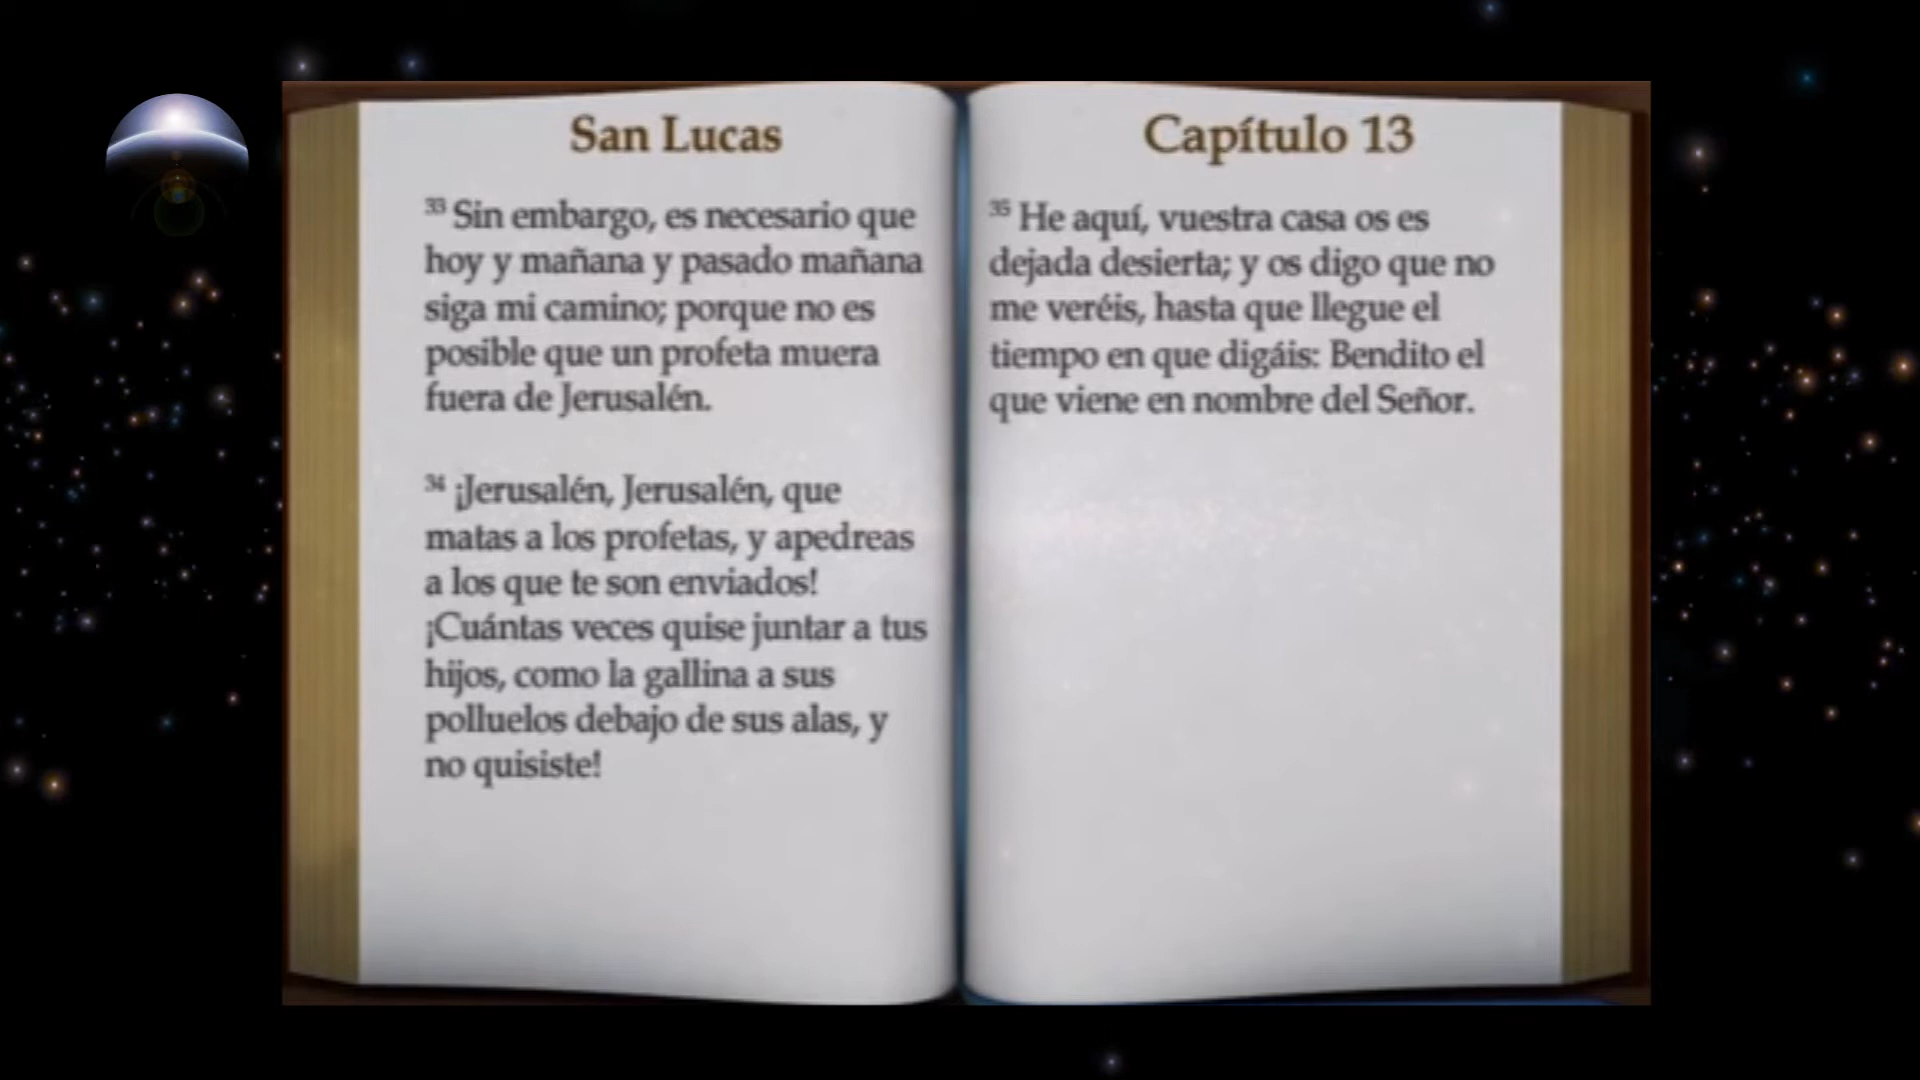 San Lucas
33 Sin embargo, es necesario que
hoy y mañana y pasado mañana
siga mi camino; porque no es
posible que un profeta muera
fuera de Jerusalén.
34 ¡Jerusalén, Jerusalén, que
matas a los profetas, y apedreas
a los que te son enviados!
¡Cuántas veces quise juntar a tus
hijos, como la gallina a sus
polluelos debajo de sus alas, y
no quisiste!
Capítulo 13
35 He aquí, vuestra casa os es
dejada desierta; y os digo que no
me veréis, hasta que llegue el
tiempo en que digáis: Bendito el
que viene en nombre del Señor.